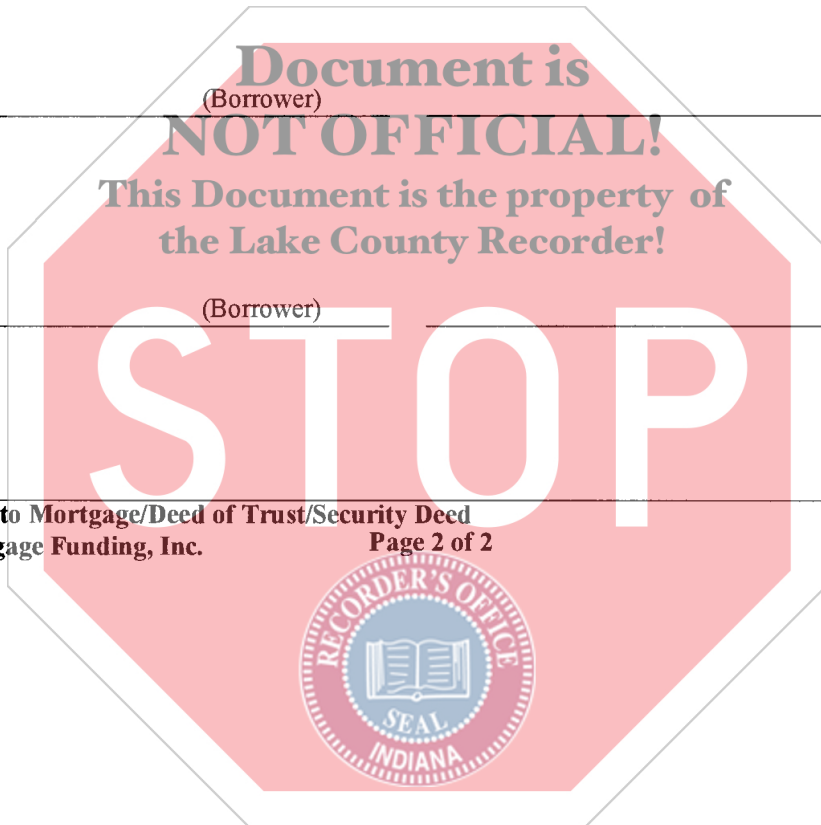 Document is
(Borrower)
NOT OFFICIAL!
This Document is the property of
the Lake County Recorder!
(Borrower)
STOP
to Mortgage/Deed of Trust/Security Deed
gage Funding, Inc. Page 2 of 2
RECORDER'S OFFICE
SEAL
INDIANA